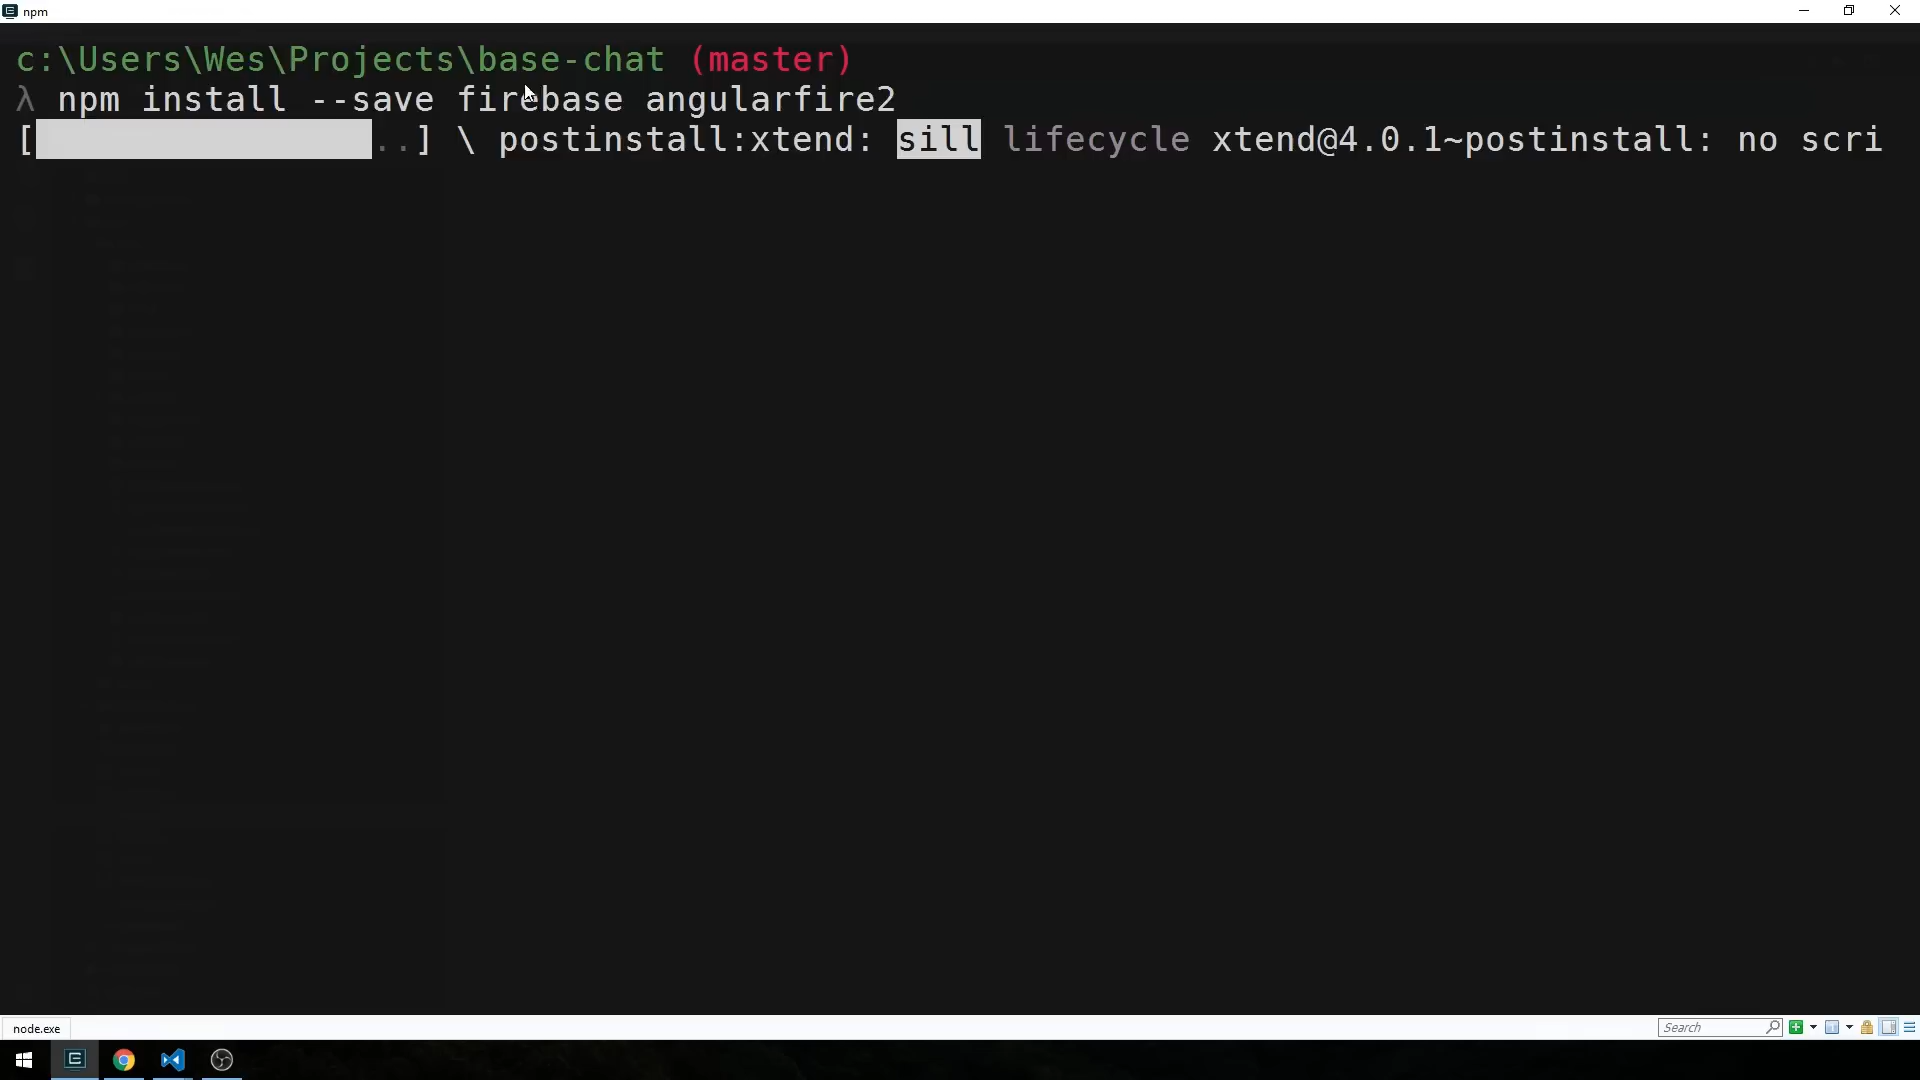 npm
c:\Users\Wes\Projects\base-chat (master)
λ npm install --save firebase angularfire2
[                ..] \ postinstall:xtend: sill lifecycle xtend@4.0.1~postinstall: no scri
node.exe
Search